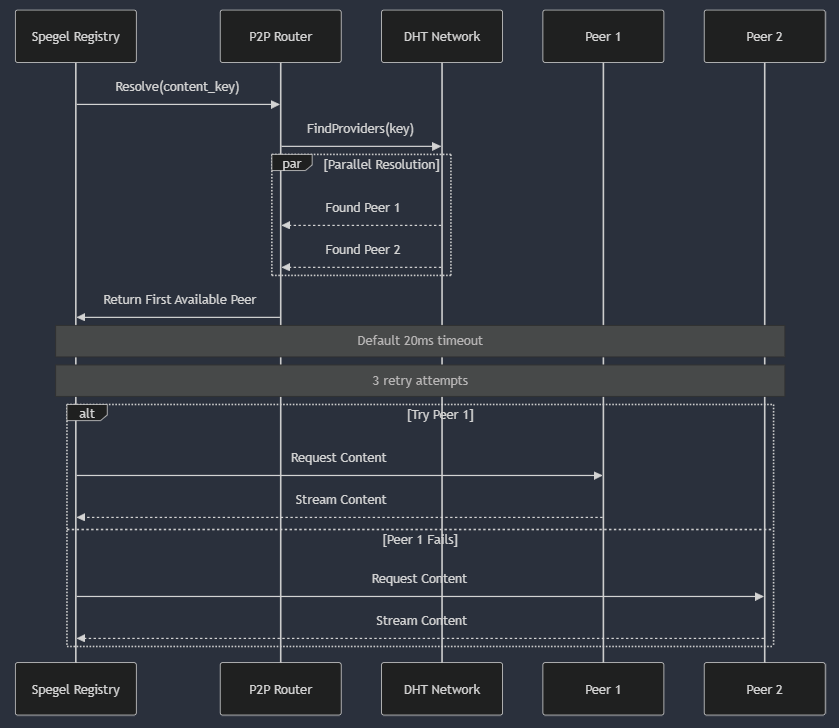 Spegel Registry
P2P Router
DHT Network
Peer 1
Peer 2
Resolve(content_key)
FindProviders(key)
par
[Parallel Resolution]
Found Peer 1
Found Peer 2
Return First Available Peer
Default 20ms timeout
3 retry attempts
alt
[Try Peer 1]
Request Content
Stream Content
[Peer 1 Fails]
Request Content
Stream Content
Spegel Registry
P2P Router
DHT Network
Peer 1
Peer 2